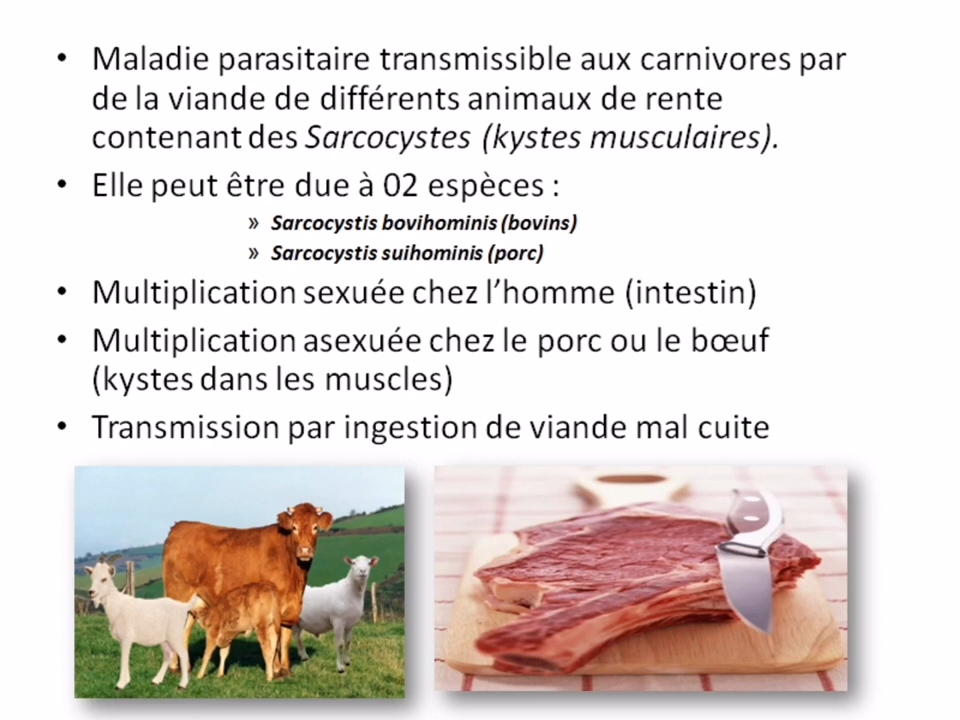 • Maladie parasitaire transmissible aux carnivores par
de la viande de différents animaux de rente
contenant des Sarcocystes (kystes musculaires).
• Elle peut être due à 02 espèces :
» Sarcocystis bovihominis (bovins)
» Sarcocystis suihominis (porc)
• Multiplication sexuée chez l’homme (intestin)
• Multiplication asexuée chez le porc ou le bœuf
(kystes dans les muscles)
• Transmission par ingestion de viande mal cuite